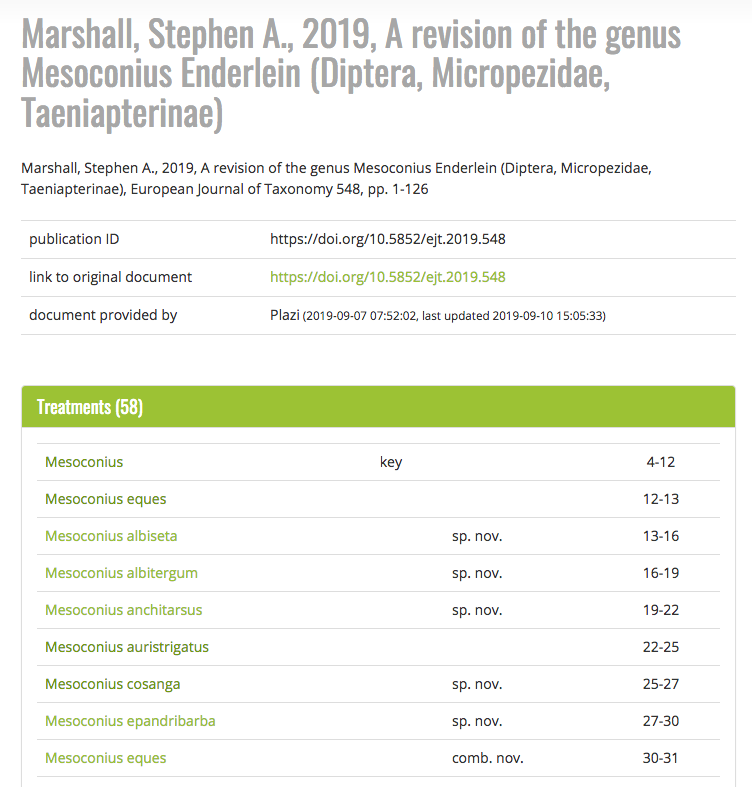 Marshall, Stephen A., 2019, A revision of the genus
Mesoconius Enderlein (Diptera, Micropezidae,
Taeniapterinae)
Marshall, Stephen A., 2019, A revision of the genus Mesoconius Enderlein (Diptera, Micropezidae,
Taeniapterinae), European Journal of Taxonomy 548, pp. 1-126
publication ID https://doi.org/10.5852/ejt.2019.548
link to original document https://doi.org/10.5852/ejt.2019.548
document provided by Plazi (2019-09-07 07:52:02, last updated 2019-09-10 15:05:33)
Treatments (58)
Mesoconius key 4-12
Mesoconius eques 12-13
Mesoconius albiseta sp. nov. 13-16
Mesoconius albitergum sp. nov. 16-19
Mesoconius anchitarsus sp. nov. 19-22
Mesoconius auristrigatus 22-25
Mesoconius cosanga sp. nov. 25-27
Mesoconius epandribarba sp. nov. 27-30
Mesoconius eques comb. nov. 30-31